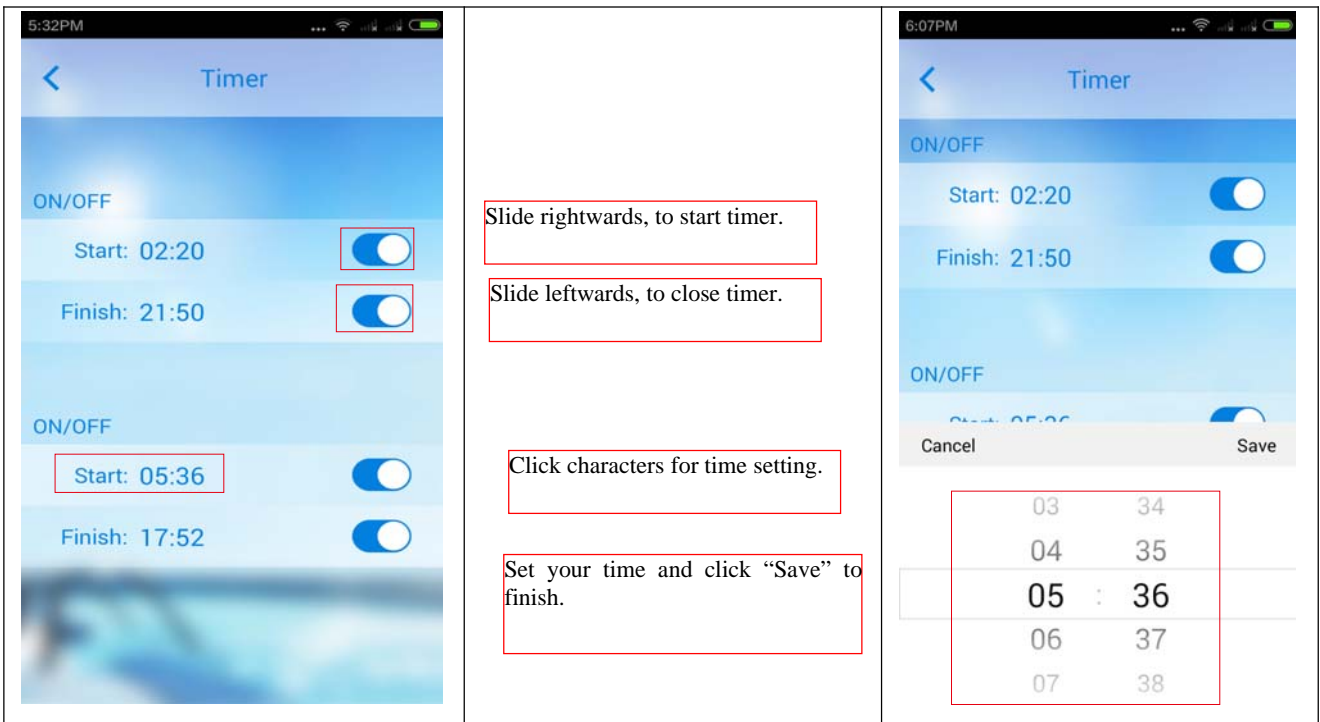 5:32PM
Timer
ON/OFF
Start: 02:20
Finish: 21:50
ON/OFF
Start: 05:36
Finish: 17:52
Slide rightwards, to start timer.
Slide leftwards, to close timer.
Click characters for time setting.
Set your time and click “Save” to
finish.
6:07PM
Timer
ON/OFF
Start: 02:20
Finish: 21:50
ON/OFF
Start: 05:36
Cancel Save
03 34
04 35
05 : 36
06 37
07 38